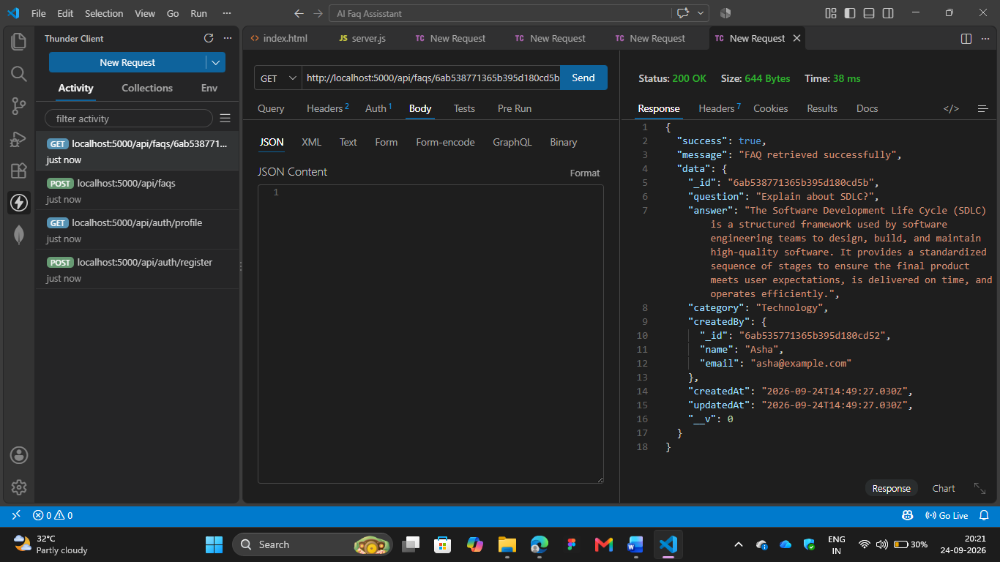 File Edit Selection View Go Run ···
AI Faq Assisstant
Thunder Client
New Request
Activity Collections Env
filter activity
GET localhost:5000/api/faqs/6ab538771...
just now
POST localhost:5000/api/faqs
just now
GET localhost:5000/api/auth/profile
just now
POST localhost:5000/api/auth/register
just now
<> index.html JS server.js TC New Request TC New Request TC New Request TC New Request
GET http://localhost:5000/api/faqs/6ab538771365b395d180cd5b Send
Query Headers 2 Auth 1 Body Tests Pre Run
JSON XML Text Form Form-encode GraphQL Binary
JSON Content Format
1
Status: 200 OK Size: 644 Bytes Time: 38 ms
Response Headers 7 Cookies Results Docs </>
1 {
2 "success": true,
3 "message": "FAQ retrieved successfully",
4 "data": {
5 "_id": "6ab538771365b395d180cd5b",
6 "question": "Explain about SDLC?",
7 "answer": "The Software Development Life Cycle (SDLC)
is a structured framework used by software
engineering teams to design, build, and maintain
high-quality software. It provides a standardized
sequence of stages to ensure the final product
meets user expectations, is delivered on time, and
operates efficiently.",
8 "category": "Technology",
9 "createdBy": {
10 "_id": "6ab535771365b395d180cd52",
11 "name": "Asha",
12 "email": "asha@example.com"
13 },
14 "createdAt": "2026-09-24T14:49:27.030Z",
15 "updatedAt": "2026-09-24T14:49:27.030Z",
16 "__v": 0
17 }
18 }
Response Chart
0 0 Go Live
32°C
Partly cloudy
Search
ENG
IN
30%
20:21
24-09-2026